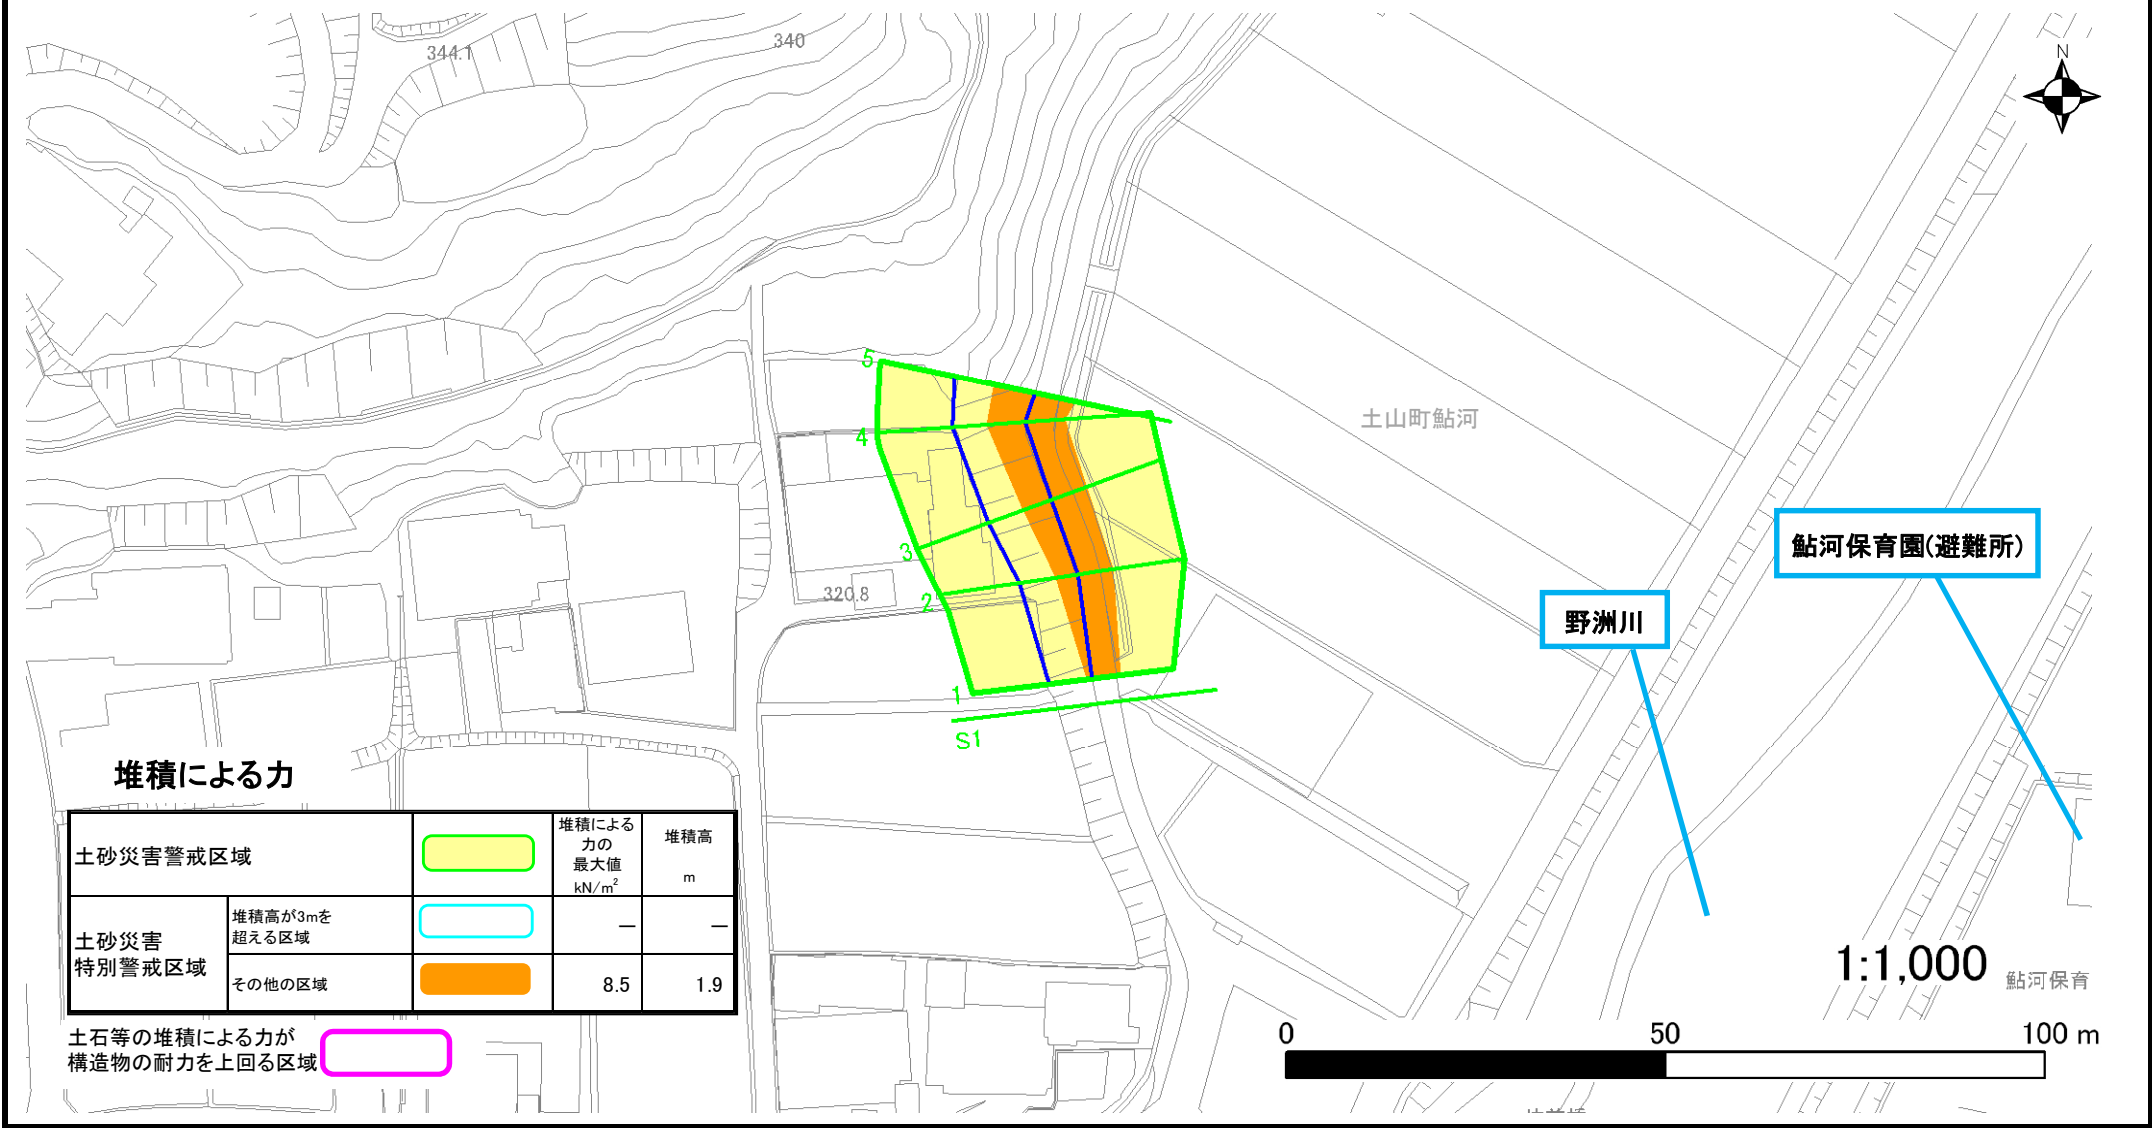 344.1
340
N
5
4
3
2
1
S1
320.8
土山町鮎河
鮎河保育園(避難所)
野洲川
堆積による力
土砂災害警戒区域
堆積による
力の
最大値
kN/m²
堆積高
m
土砂災害
特別警戒区域
堆積高が3mを
超える区域
—
—
その他の区域
8.5
1.9
土石等の堆積による力が
構造物の耐力を上回る区域
1:1,000
鮎河保育
0
50
100 m